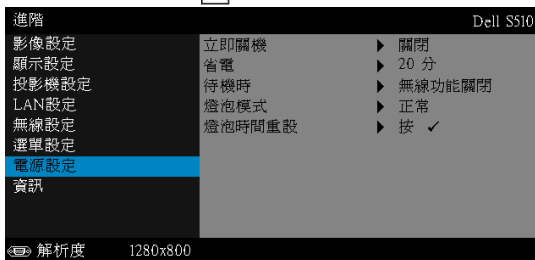 進階 Dell S510
影像設定 立即關機 ▶ 關閉
顯示設定 省電 ▶ 20 分
投影機設定 待機時 ▶ 無線功能關閉
LAN設定 燈泡模式 ▶ 正常
無線設定 燈泡時間重設 ▶ 按 ✓
選單設定
電源設定
資訊
解析度 1280x800